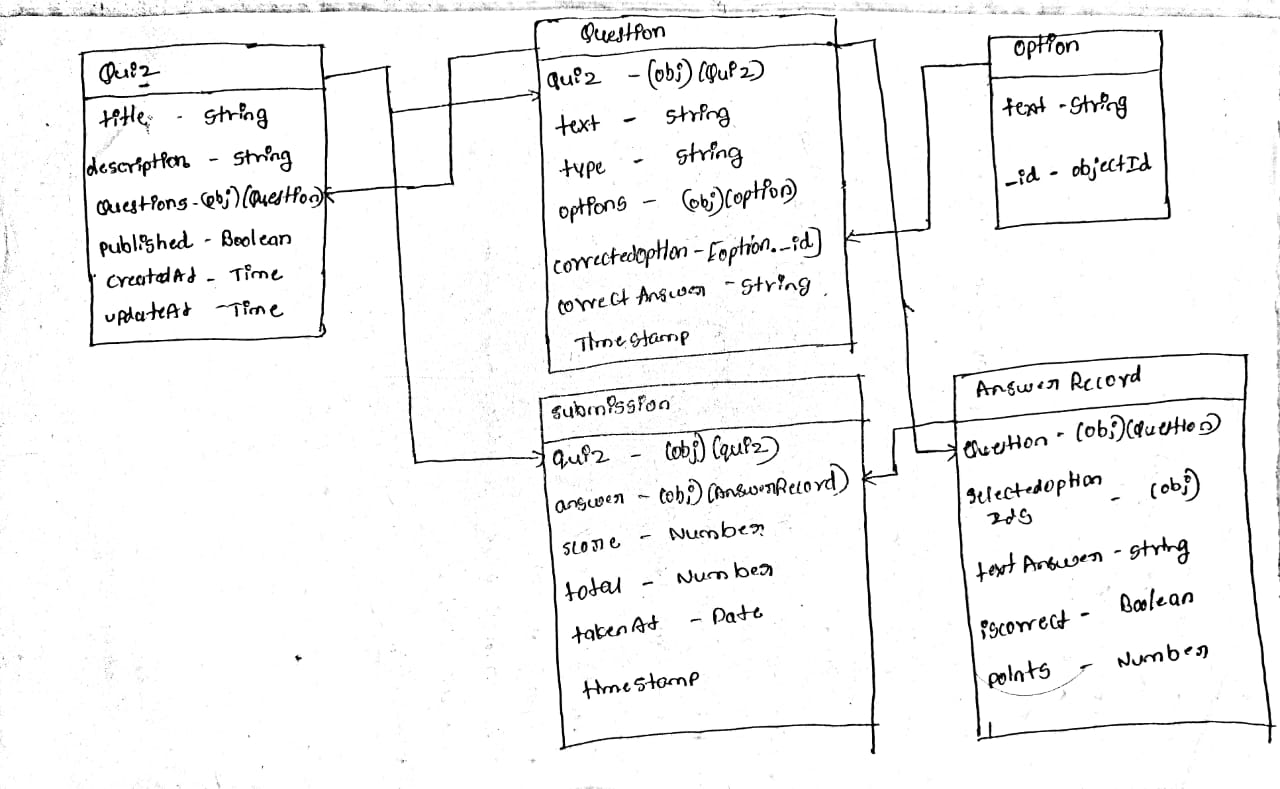 Quiz
title - string
description - string
Questions - (obj) (Question)
published - Boolean
CreatedAt - Time
updateAt - Time
Question
Quiz - (obj) (Quiz)
text - string
type - string
options - (obj) (option)
correctedoption - [option._id]
correct Answer - string.
Timestamp
option
text - string
_id - objectId
submission
quiz - (obj) (quiz)
answer - (obj) (AnswerRecord)
score - Number
total - Number
takenAt - Date
timestamp
Answer Record
Question - (obj) (Question)
selectedoption - (obj)
Ids
text Answer - string
iscorrect - Boolean
points - Number